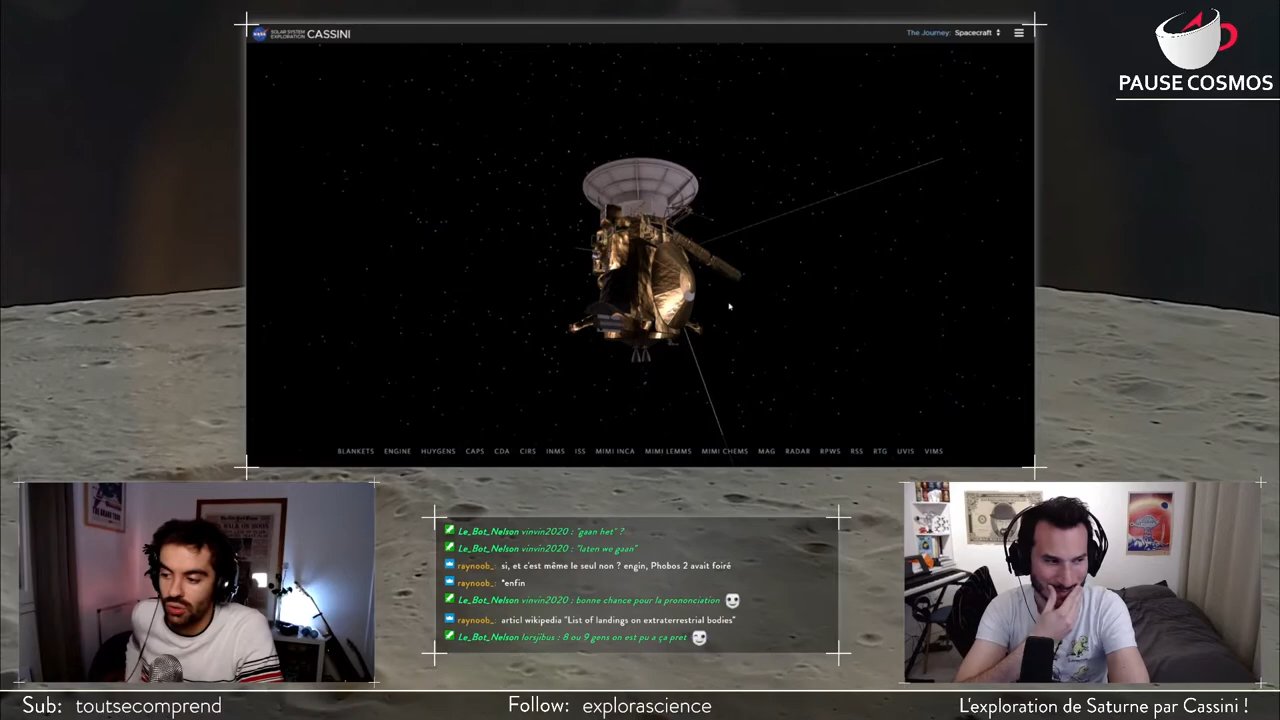 NASA
SOLAR SYSTEM
EXPLORATION
CASSINI
The Journey: Spacecraft
PAUSE COSMOS
BLANKETS ENGINE HUYGENS CAPS CDA CIRS INMS ISS MIMI INCA MIMI LEMMS MIMI CHEMS MAG RADAR RPWS RSS RTG UVIS VIMS
Le_Bot_Nelson vinvin2020 : "gaan het" ?
Le_Bot_Nelson vinvin2020 : "laten we gaan"
raynoob_: si, et c'est même le seul non ? engin, Phobos 2 avait foiré
raynoob_: *enfin
Le_Bot_Nelson vinvin2020 : bonne chance pour la prononciation
raynoob_: articl wikipedia "List of landings on extraterrestrial bodies"
Le_Bot_Nelson lorsjibus : 8 ou 9 gens on est pu a ça pret
Sub: toutsecomprend
Follow: explorascience
L'exploration de Saturne par Cassini !